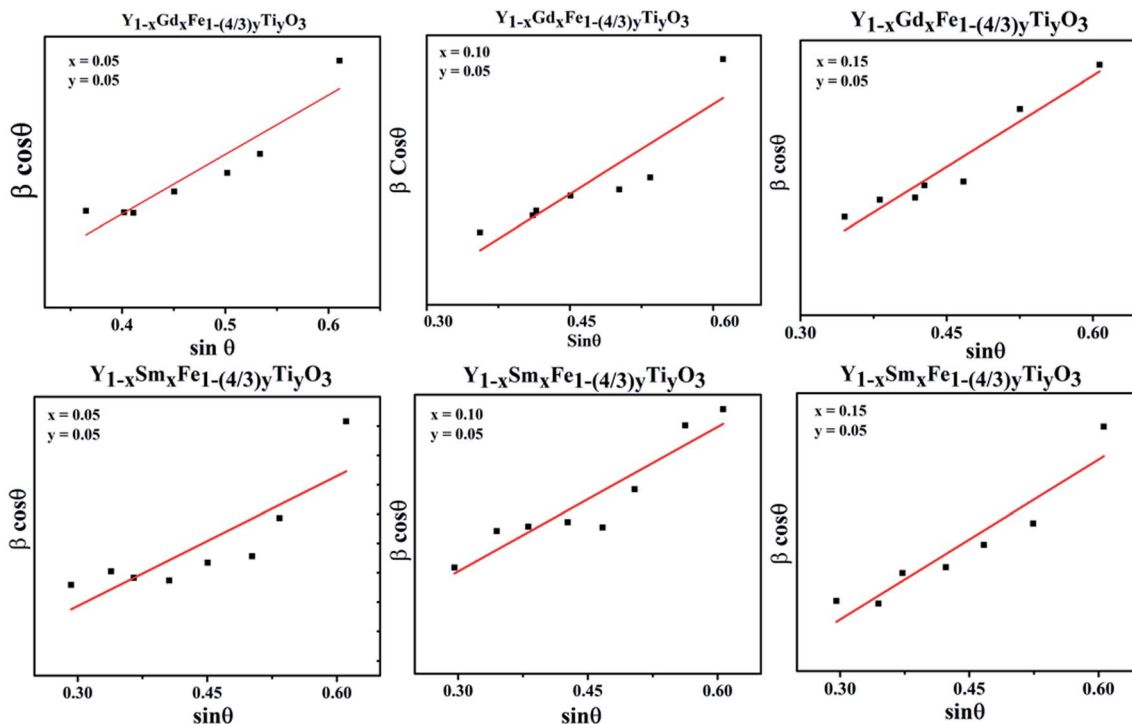 Y1-xGdxFe1-(4/3)yTiyO3
x = 0.05
y = 0.05
β cosθ
0.4 0.5 0.6
sin θ
Y1-xGdxFe1-(4/3)yTiyO3
x = 0.10
y = 0.05
β Cosθ
0.30 0.45 0.60
Sinθ
Y1-xGdxFe1-(4/3)yTiyO3
x = 0.15
y = 0.05
β cosθ
0.30 0.45 0.60
sinθ
Y1-xSmxFe1-(4/3)yTiyO3
x = 0.05
y = 0.05
β cosθ
0.30 0.45 0.60
sinθ
Y1-xSmxFe1-(4/3)yTiyO3
x = 0.10
y = 0.05
β cosθ
0.30 0.45 0.60
sinθ
Y1-xSmxFe1-(4/3)yTiyO3
x = 0.15
y = 0.05
β cosθ
0.30 0.45 0.60
sinθ